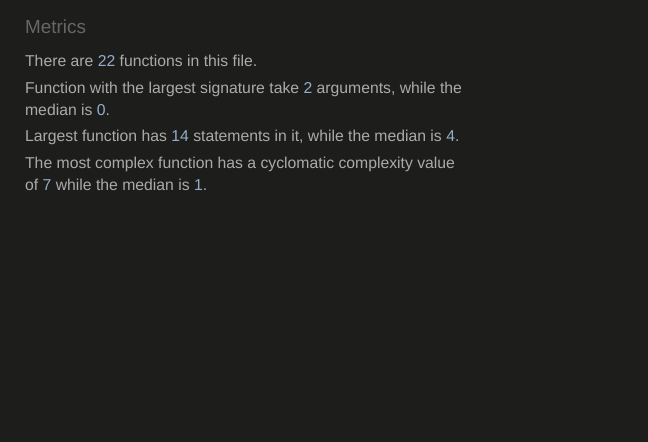 Metrics
There are 22 functions in this file.
Function with the largest signature take 2 arguments, while the
median is 0.
Largest function has 14 statements in it, while the median is 4.
The most complex function has a cyclomatic complexity value
of 7 while the median is 1.